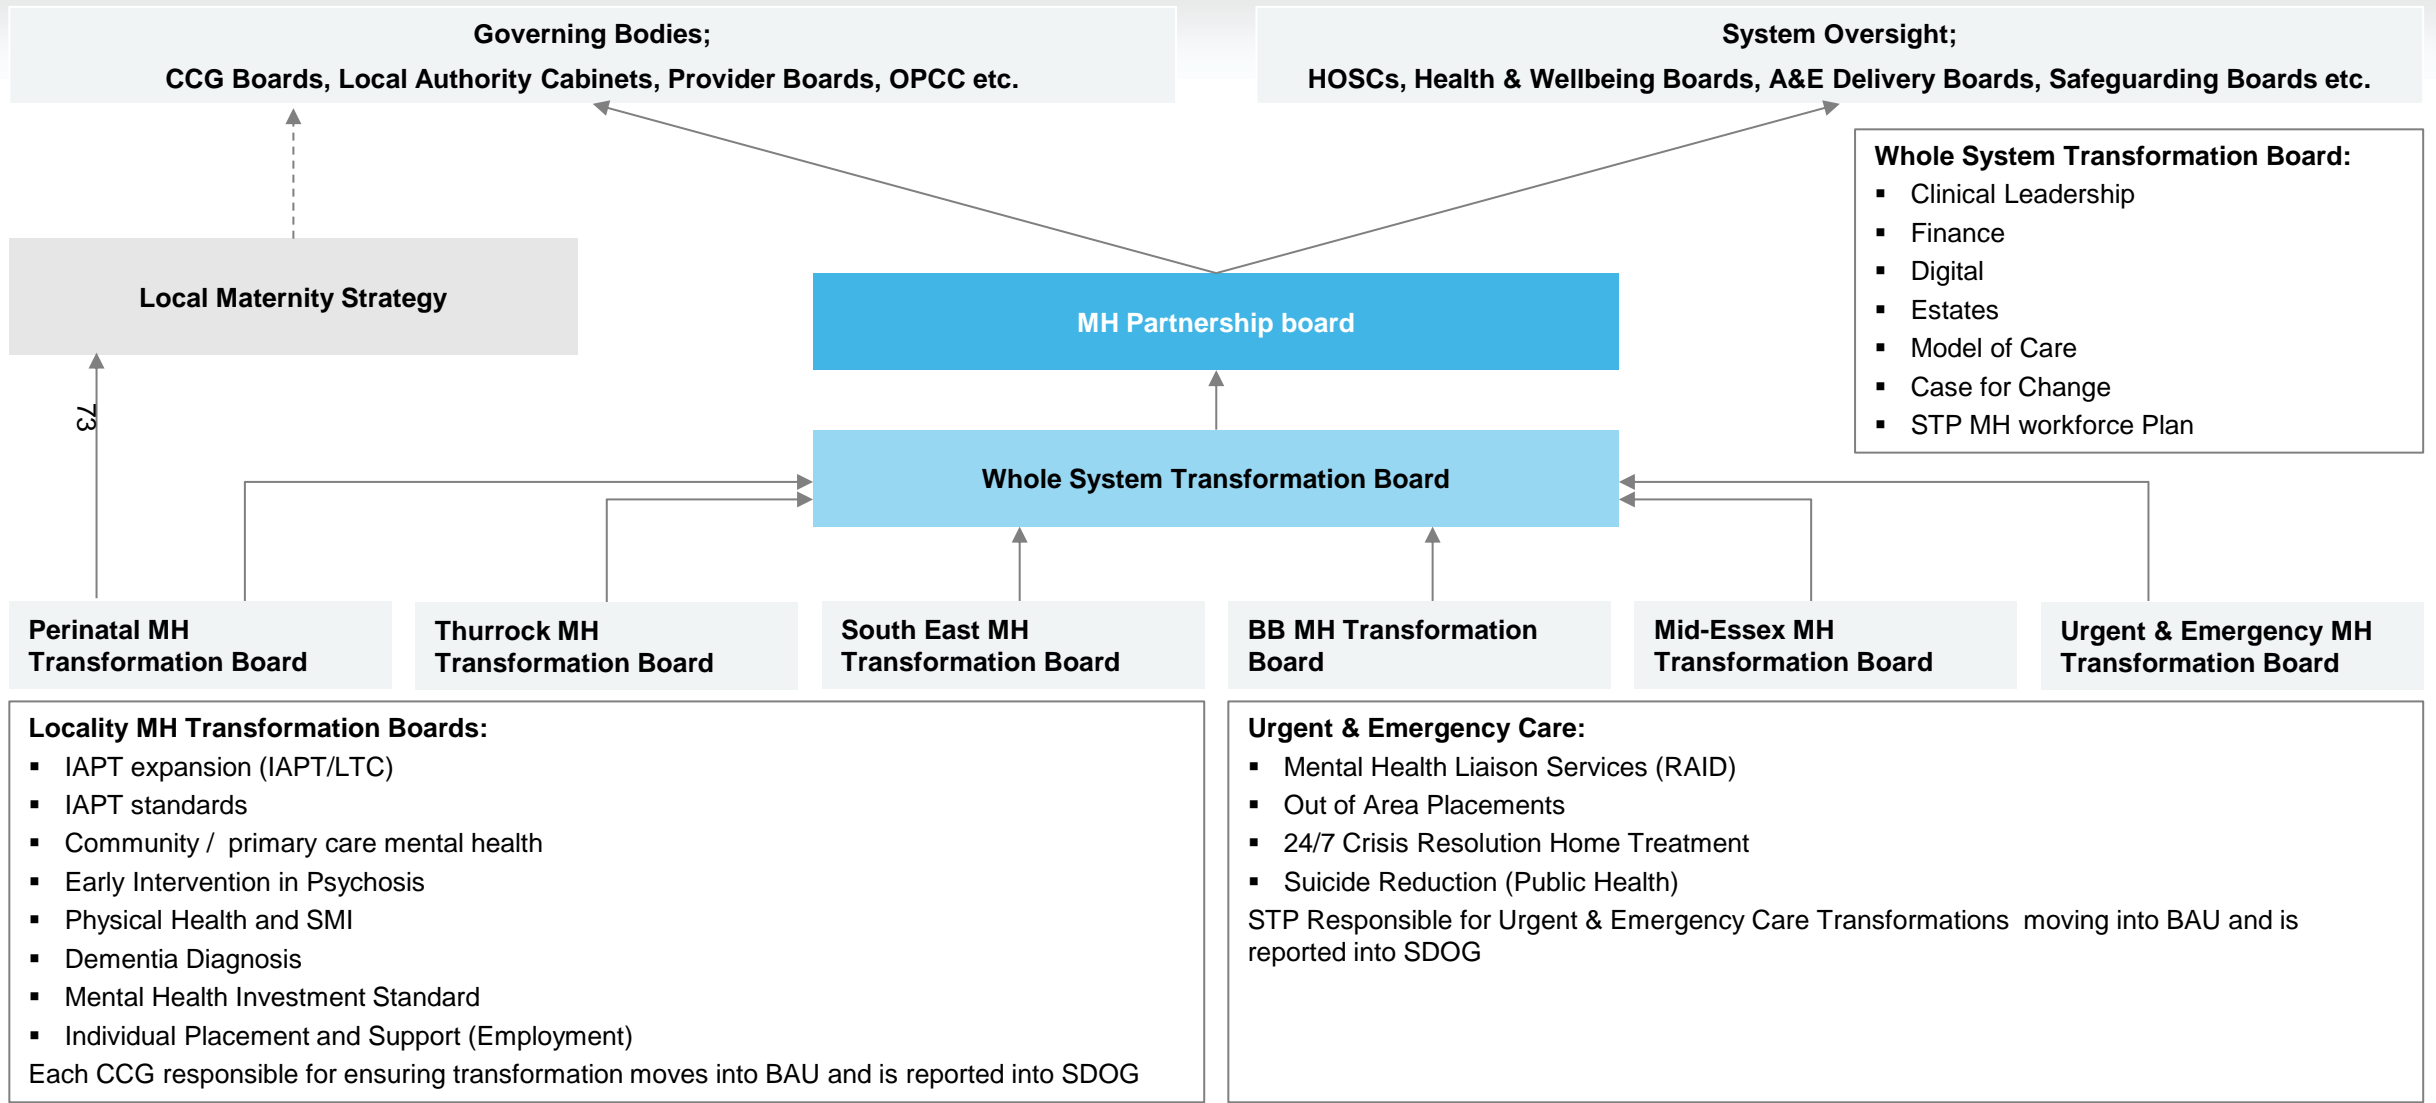 Governing Bodies;
CCG Boards, Local Authority Cabinets, Provider Boards, OPCC etc.
System Oversight;
HOSCs, Health & Wellbeing Boards, A&E Delivery Boards, Safeguarding Boards etc.
Whole System Transformation Board:
▪ Clinical Leadership
▪ Finance
▪ Digital
▪ Estates
▪ Model of Care
▪ Case for Change
▪ STP MH workforce Plan
Local Maternity Strategy
MH Partnership board
73
Whole System Transformation Board
Perinatal MH
Transformation Board
Thurrock MH
Transformation Board
South East MH
Transformation Board
BB MH Transformation
Board
Mid-Essex MH
Transformation Board
Urgent & Emergency MH
Transformation Board
Locality MH Transformation Boards:
▪ IAPT expansion (IAPT/LTC)
▪ IAPT standards
▪ Community / primary care mental health
▪ Early Intervention in Psychosis
▪ Physical Health and SMI
▪ Dementia Diagnosis
▪ Mental Health Investment Standard
▪ Individual Placement and Support (Employment)
Each CCG responsible for ensuring transformation moves into BAU and is reported into SDOG
Urgent & Emergency Care:
▪ Mental Health Liaison Services (RAID)
▪ Out of Area Placements
▪ 24/7 Crisis Resolution Home Treatment
▪ Suicide Reduction (Public Health)
STP Responsible for Urgent & Emergency Care Transformations moving into BAU and is
reported into SDOG